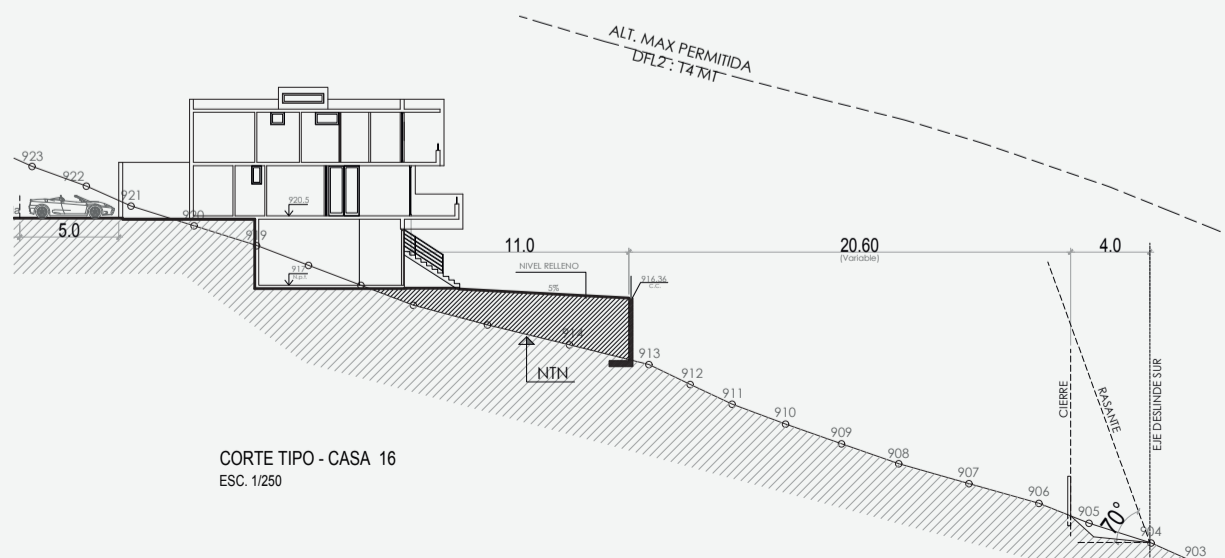 ALT. MAX PERMITIDA
DFL2 : 14 MT
923
922
921
920
919
920,5
917
N.p.t.
5.0
11.0
20.60
(Variable)
4.0
NIVEL RELLENO
5%
916,36
C.C.
914
NTN
913
912
911
910
909
908
907
906
905
904
903
CIERRE
RASANTE
EJE DESLINDE SUR
70°
CORTE TIPO - CASA 16
ESC. 1/250